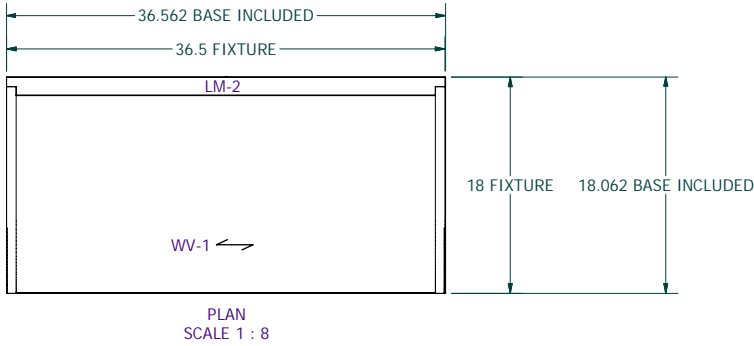 36.562 BASE INCLUDED
36.5 FIXTURE
LM-2
18 FIXTURE
18.062 BASE INCLUDED
WV-1
PLAN
SCALE 1 : 8